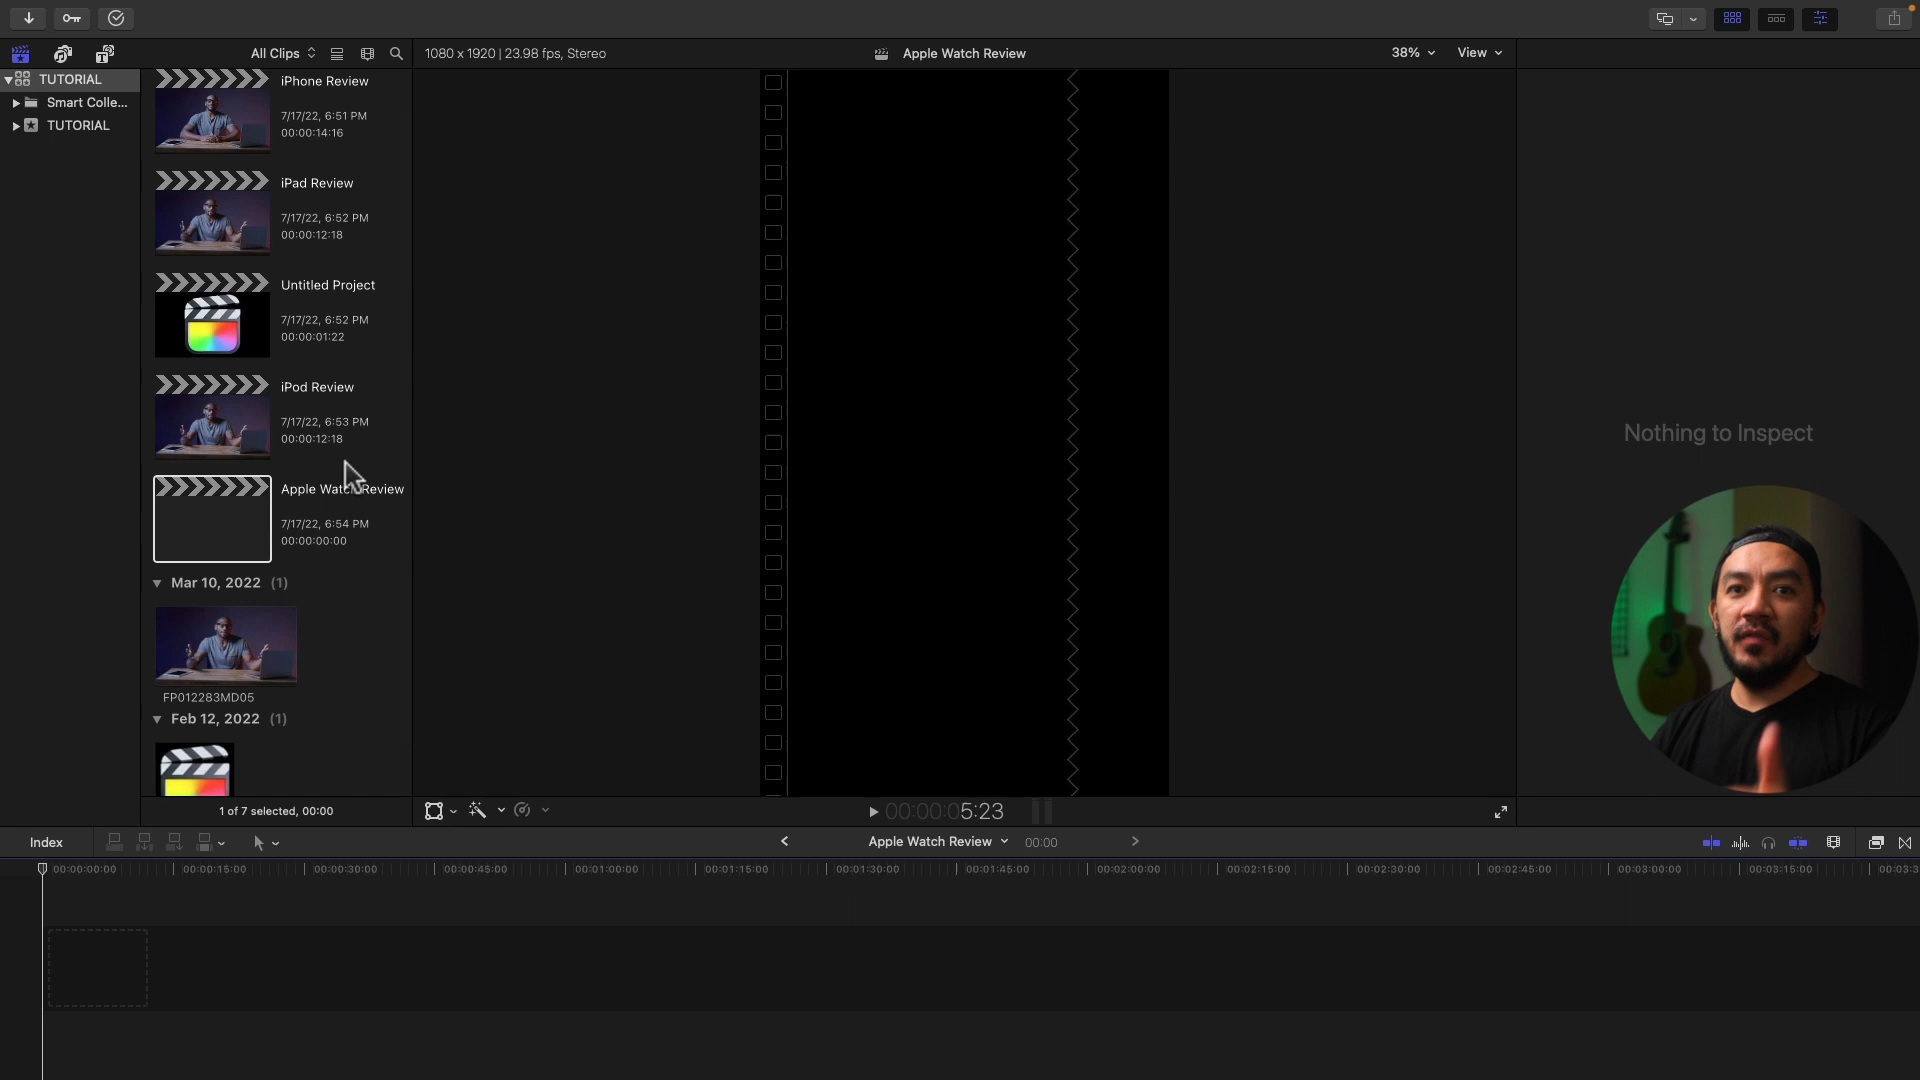 All Clips
1080 x 1920 | 23.98 fps, Stereo
Apple Watch Review
38%
View
TUTORIAL
Smart Colle...
TUTORIAL
iPhone Review
7/17/22, 6:51 PM
00:00:14:16
iPad Review
7/17/22, 6:52 PM
00:00:12:18
Untitled Project
7/17/22, 6:52 PM
00:00:01:22
iPod Review
7/17/22, 6:53 PM
00:00:12:18
Apple Watch Review
7/17/22, 6:54 PM
00:00:00:00
Mar 10, 2022 (1)
FP012283MD05
Feb 12, 2022 (1)
1 of 7 selected, 00:00
Nothing to Inspect
00:00:05:23
Index
Apple Watch Review
00:00
00:00:00:00
00:00:15:00
00:00:30:00
00:00:45:00
00:01:00:00
00:01:15:00
00:01:30:00
00:01:45:00
00:02:00:00
00:02:15:00
00:02:30:00
00:02:45:00
00:03:00:00
00:03:15:00
00:03:3